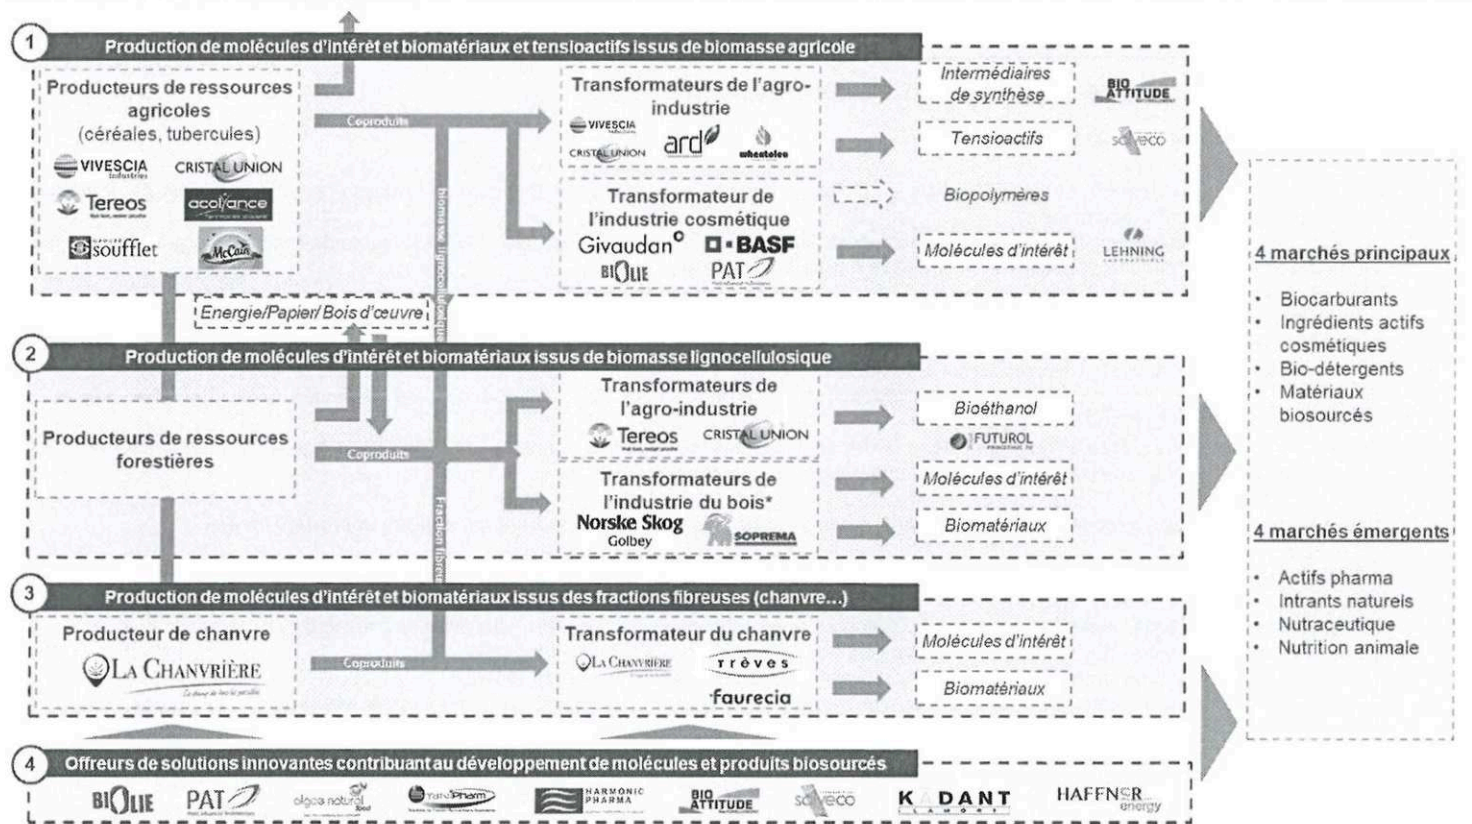 1
Production de molécules d'intérêt et biomatériaux et tensioactifs issus de biomasse agricole
Producteurs de ressources
agricoles
(céréales, tubercules)
VIVESCIA
Industries
CRISTAL UNION
Tereos
acolyance
soufflet
McCain
Coproduits
Transformateurs de l'agro-
industrie
VIVESCIA
CRISTAL UNION
ard
wheatoleo
Transformateur de
l'industrie cosmétique
Givaudan
BASF
BIOLIE
PAT
Intermédiaires
de synthèse
BIO
ATTITUDE
Tensioactifs
salveco
Biopolymères
Molécules d'intérêt
LEHNING
biomasse lignocellulosique
Energie/Papier/Bois d'œuvre
2
Production de molécules d'intérêt et biomatériaux issus de biomasse lignocellulosique
Producteurs de ressources
forestières
Coproduits
Transformateurs de
l'agro-industrie
Tereos
CRISTAL UNION
Transformateurs de
l'industrie du bois*
Norske Skog
Golbey
SOPREMA
Bioéthanol
FUTUROL
Molécules d'intérêt
Biomatériaux
Fraction fibreuse
3
Production de molécules d'intérêt et biomatériaux issus des fractions fibreuses (chanvre...)
Producteur de chanvre
LA CHANVRIÈRE
Coproduits
Transformateur du chanvre
LA CHANVRIÈRE
TRÈVES
faurecia
Molécules d'intérêt
Biomatériaux
4
Offreurs de solutions innovantes contribuant au développement de molécules et produits biosourcés
BIOLIE
PAT
algae natural
food
HARMONIC
PHARMA
BIO
ATTITUDE
salveco
KADANT
LAMORT
HAFFNER
energy
4 marchés principaux
• Biocarburants
• Ingrédients actifs
cosmétiques
• Bio-détergents
• Matériaux
biosourcés
4 marchés émergents
• Actifs pharma
• Intrants naturels
• Nutraceutique
• Nutrition animale